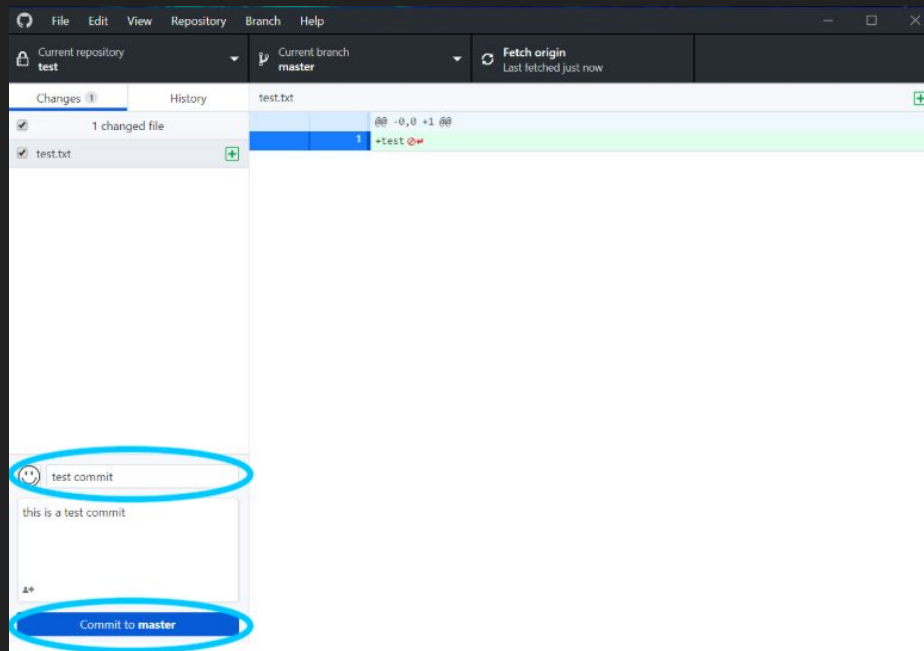 File Edit View Repository Branch Help
Current repository
test
Current branch
master
Fetch origin
Last fetched just now
Changes 1 History
test.txt
1 changed file
@@ -0,0 +1 @@
1 +test
test.txt
test commit
this is a test commit
Commit to master